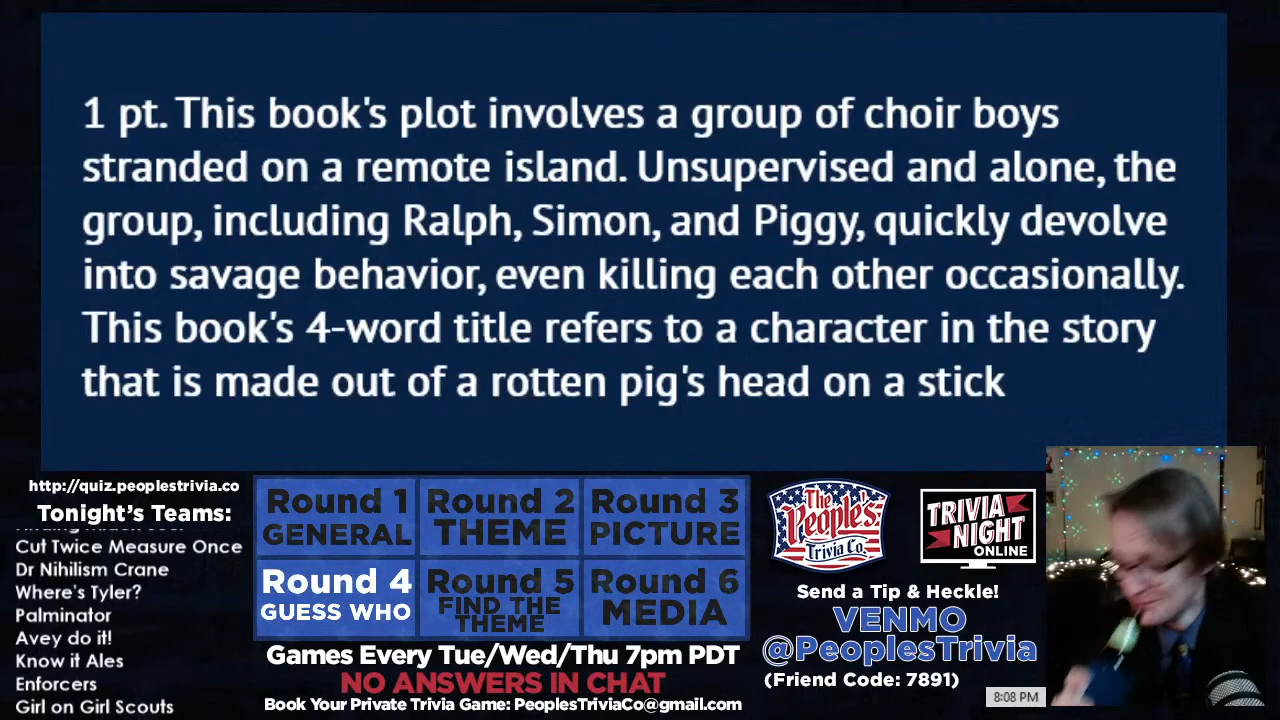 1 pt. This book's plot involves a group of choir boys
stranded on a remote island. Unsupervised and alone, the
group, including Ralph, Simon, and Piggy, quickly devolve
into savage behavior, even killing each other occasionally.
This book's 4-word title refers to a character in the story
that is made out of a rotten pig's head on a stick
http://quiz.peoplestrivia.co
Tonight's Teams:
Cut Twice Measure Once
Dr Nihilism Crane
Where's Tyler?
Palminator
Avey do it!
Know it Ales
Enforcers
Girl on Girl Scouts
Round 1
GENERAL
Round 2
THEME
Round 3
PICTURE
Round 4
GUESS WHO
Round 5
FIND THE
THEME
Round 6
MEDIA
Games Every Tue/Wed/Thu 7pm PDT
NO ANSWERS IN CHAT
Book Your Private Trivia Game: PeoplesTriviaCo@gmail.com
The
People's
Trivia Co.
TRIVIA
NIGHT
ONLINE
Send a Tip & Heckle!
VENMO
@PeoplesTrivia
(Friend Code: 7891)
8:08 PM